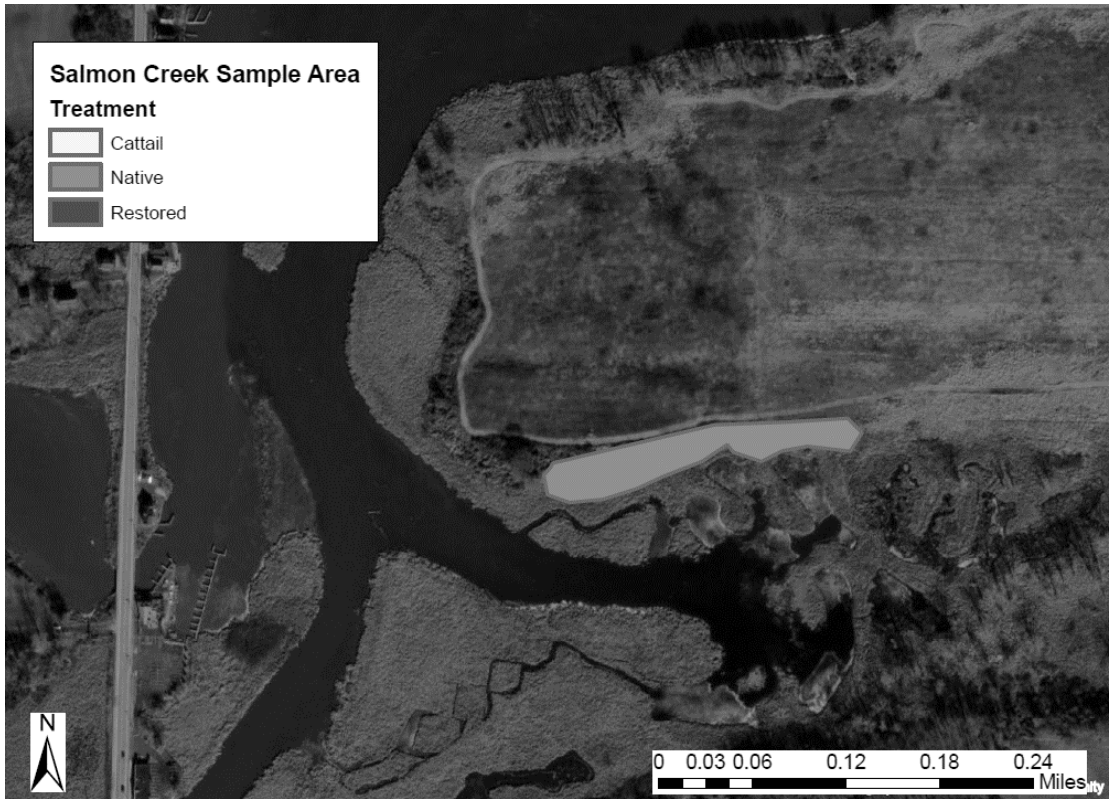 Salmon Creek Sample Area
Treatment
Cattail
Native
Restored
N
0 0.03 0.06 0.12 0.18 0.24
Miles